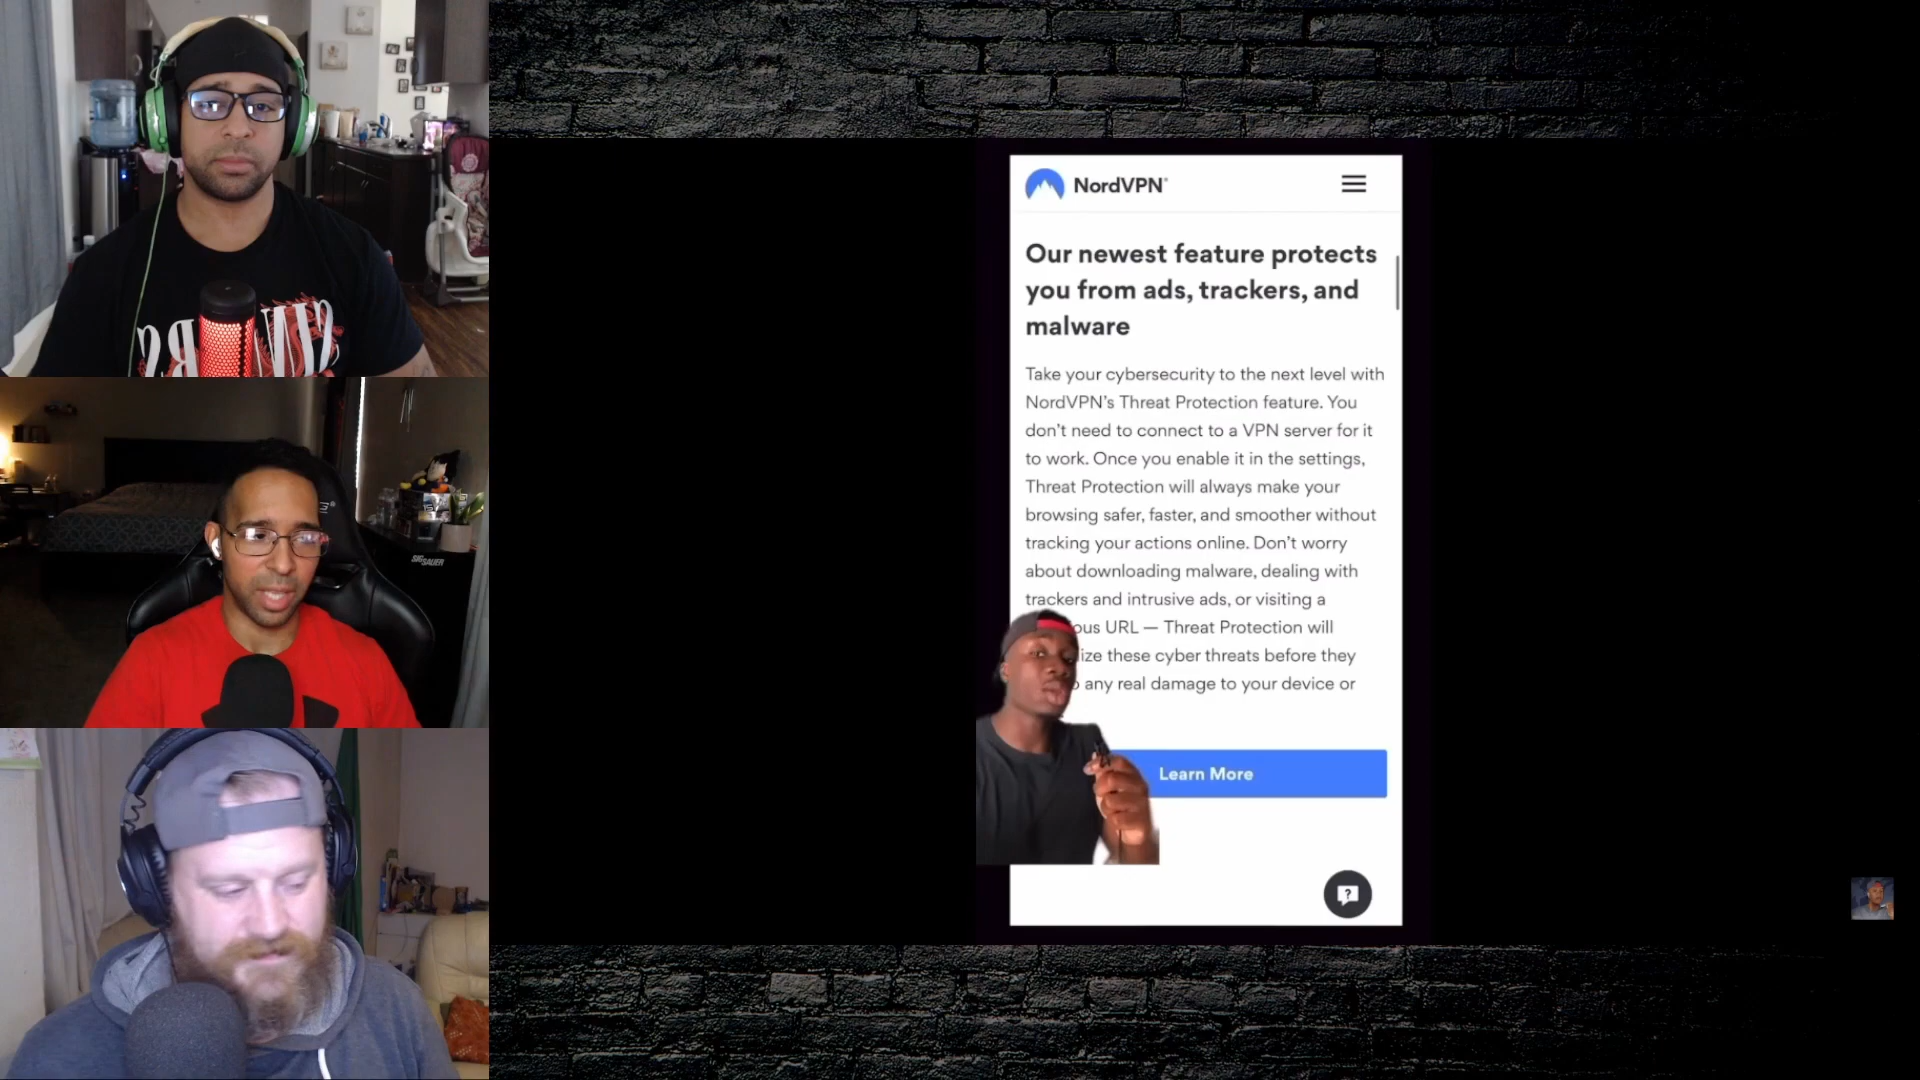 NordVPN®
Our newest feature protects
you from ads, trackers, and
malware
Take your cybersecurity to the next level with
NordVPN’s Threat Protection feature. You
don’t need to connect to a VPN server for it
to work. Once you enable it in the settings,
Threat Protection will always make your
browsing safer, faster, and smoother without
tracking your actions online. Don’t worry
about downloading malware, dealing with
trackers and intrusive ads, or visiting a
URL — Threat Protection will
these cyber threats before they
any real damage to your device or
Learn More
?
SIG SAUER